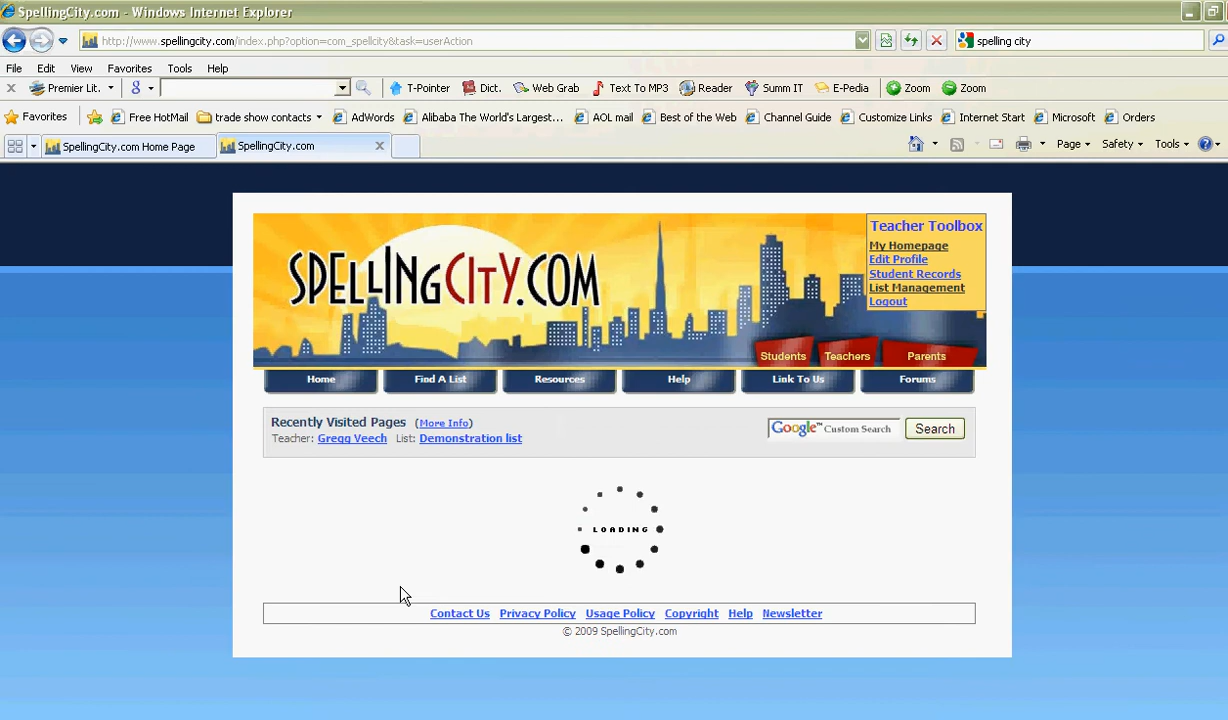 SpellingCity.com - Windows Internet Explorer
http://www.spellingcity.com/index.php?option=com_spellcity&task=userAction
spelling city
File Edit View Favorites Tools Help
Premier Lit. T-Pointer Dict. Web Grab Text To MP3 Reader Summ IT E-Pedia Zoom Zoom
Favorites Free HotMail trade show contacts AdWords Alibaba The World's Largest... AOL mail Best of the Web Channel Guide Customize Links Internet Start Microsoft Orders
SpellingCity.com Home Page SpellingCity.com Page Safety Tools
SPELLINGCITY.COM
Teacher Toolbox
My Homepage
Edit Profile
Student Records
List Management
Logout
Students Teachers Parents
Home Find A List Resources Help Link To Us Forums
Recently Visited Pages (More Info)
Teacher: Gregg Veech List: Demonstration list
Google™ Custom Search Search
LOADING
Contact Us Privacy Policy Usage Policy Copyright Help Newsletter
© 2009 SpellingCity.com